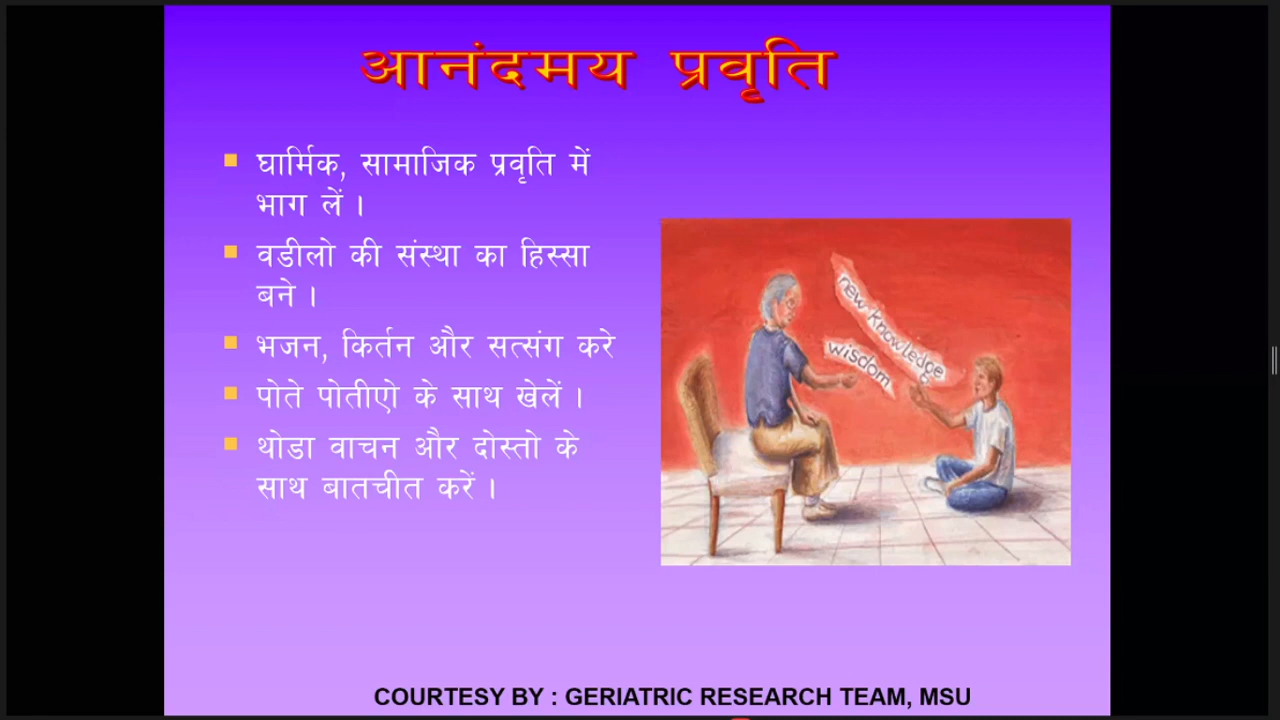 आनंदमय प्रवृति
घार्मिक, सामाजिक प्रवृति में
भाग लें ।
वडीलो की संस्था का हिस्सा
बने ।
भजन, किर्तन और सत्संग करे
पोते पोतीएो के साथ खेलें ।
थोडा वाचन और दोस्तो के
साथ बातचीत करें ।
new knowledge
wisdom
COURTESY BY : GERIATRIC RESEARCH TEAM, MSU